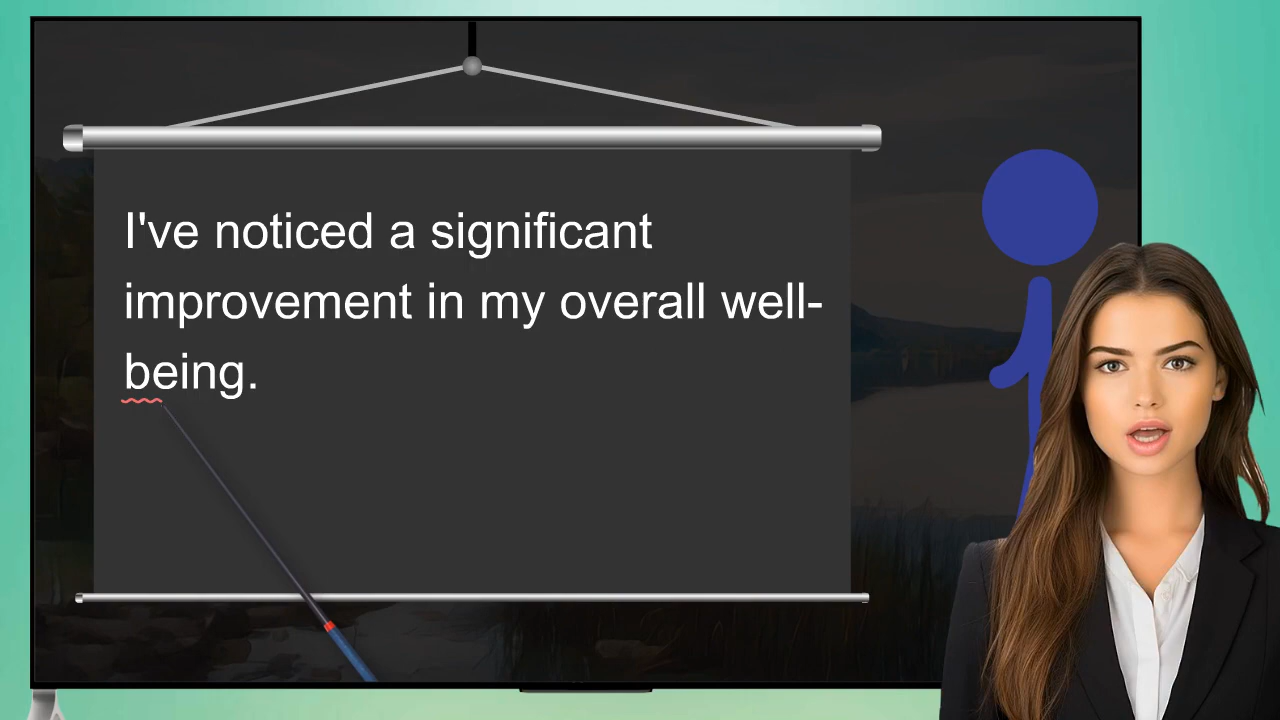 I've noticed a significant
improvement in my overall well-
being.